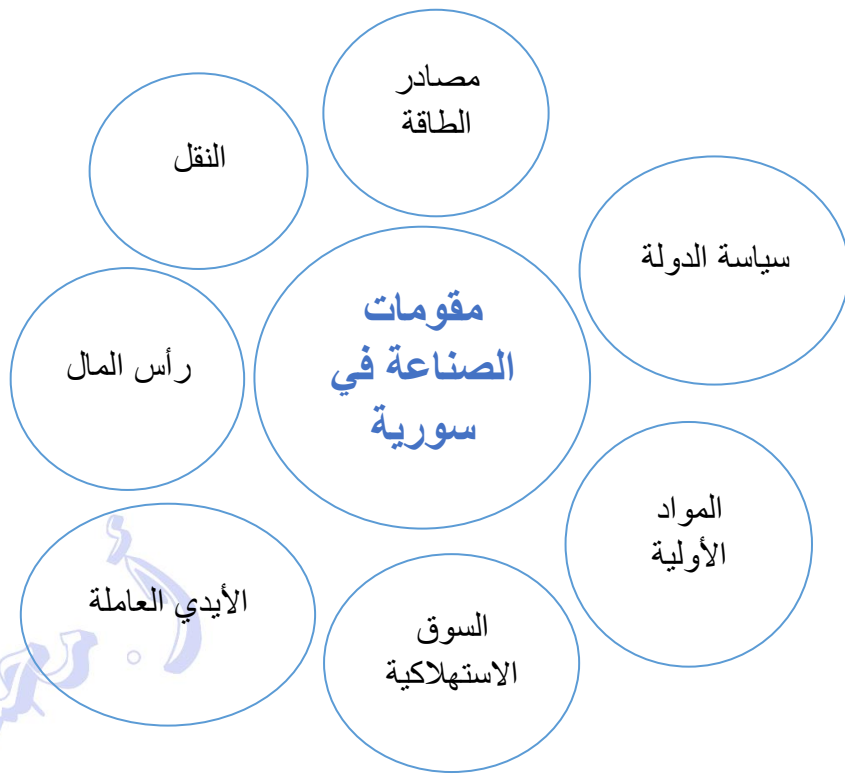 مصادر
الطاقة
النقل
سياسة الدولة
مقومات
الصناعة في
سورية
رأس المال
المواد
الأولية
الأيدي العاملة
السوق
الاستهلاكية